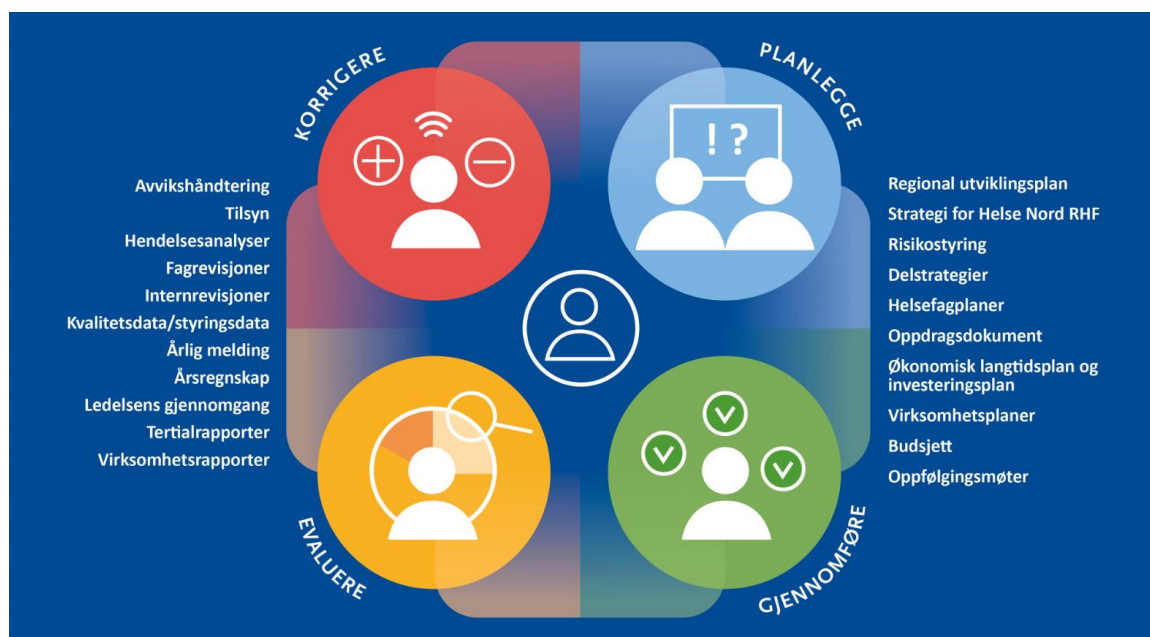 KORRIGERE
PLANLEGGE
! ?
Avvikshåndtering
Tilsyn
Hendelsesanalyser
Fagrevisjoner
Internrevisjoner
Kvalitetsdata/styringsdata
Årlig melding
Årsregnskap
Ledelsens gjennomgang
Tertialrapporter
Virksomhetsrapporter
Regional utviklingsplan
Strategi for Helse Nord RHF
Risikostyring
Delstrategier
Helsefagplaner
Oppdragsdokument
Økonomisk langtidsplan og
investeringsplan
Virksomhetsplaner
Budsjett
Oppfølgingsmøter
EVALUERE
GJENNOMFØRE